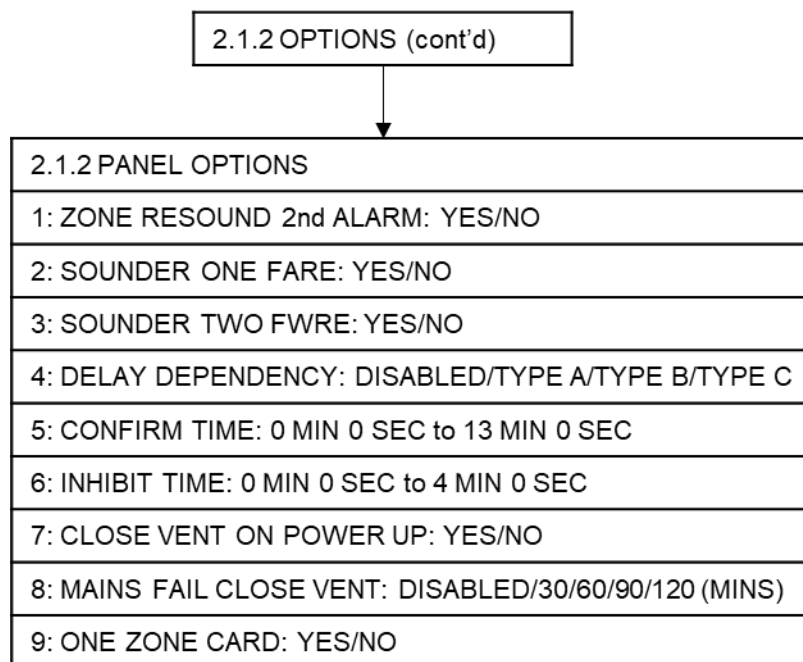 2.1.2 OPTIONS (cont’d)
2.1.2 PANEL OPTIONS
1: ZONE RESOUND 2nd ALARM: YES/NO
2: SOUNDER ONE FARE: YES/NO
3: SOUNDER TWO FWRE: YES/NO
4: DELAY DEPENDENCY: DISABLED/TYPE A/TYPE B/TYPE C
5: CONFIRM TIME: 0 MIN 0 SEC to 13 MIN 0 SEC
6: INHIBIT TIME: 0 MIN 0 SEC to 4 MIN 0 SEC
7: CLOSE VENT ON POWER UP: YES/NO
8: MAINS FAIL CLOSE VENT: DISABLED/30/60/90/120 (MINS)
9: ONE ZONE CARD: YES/NO